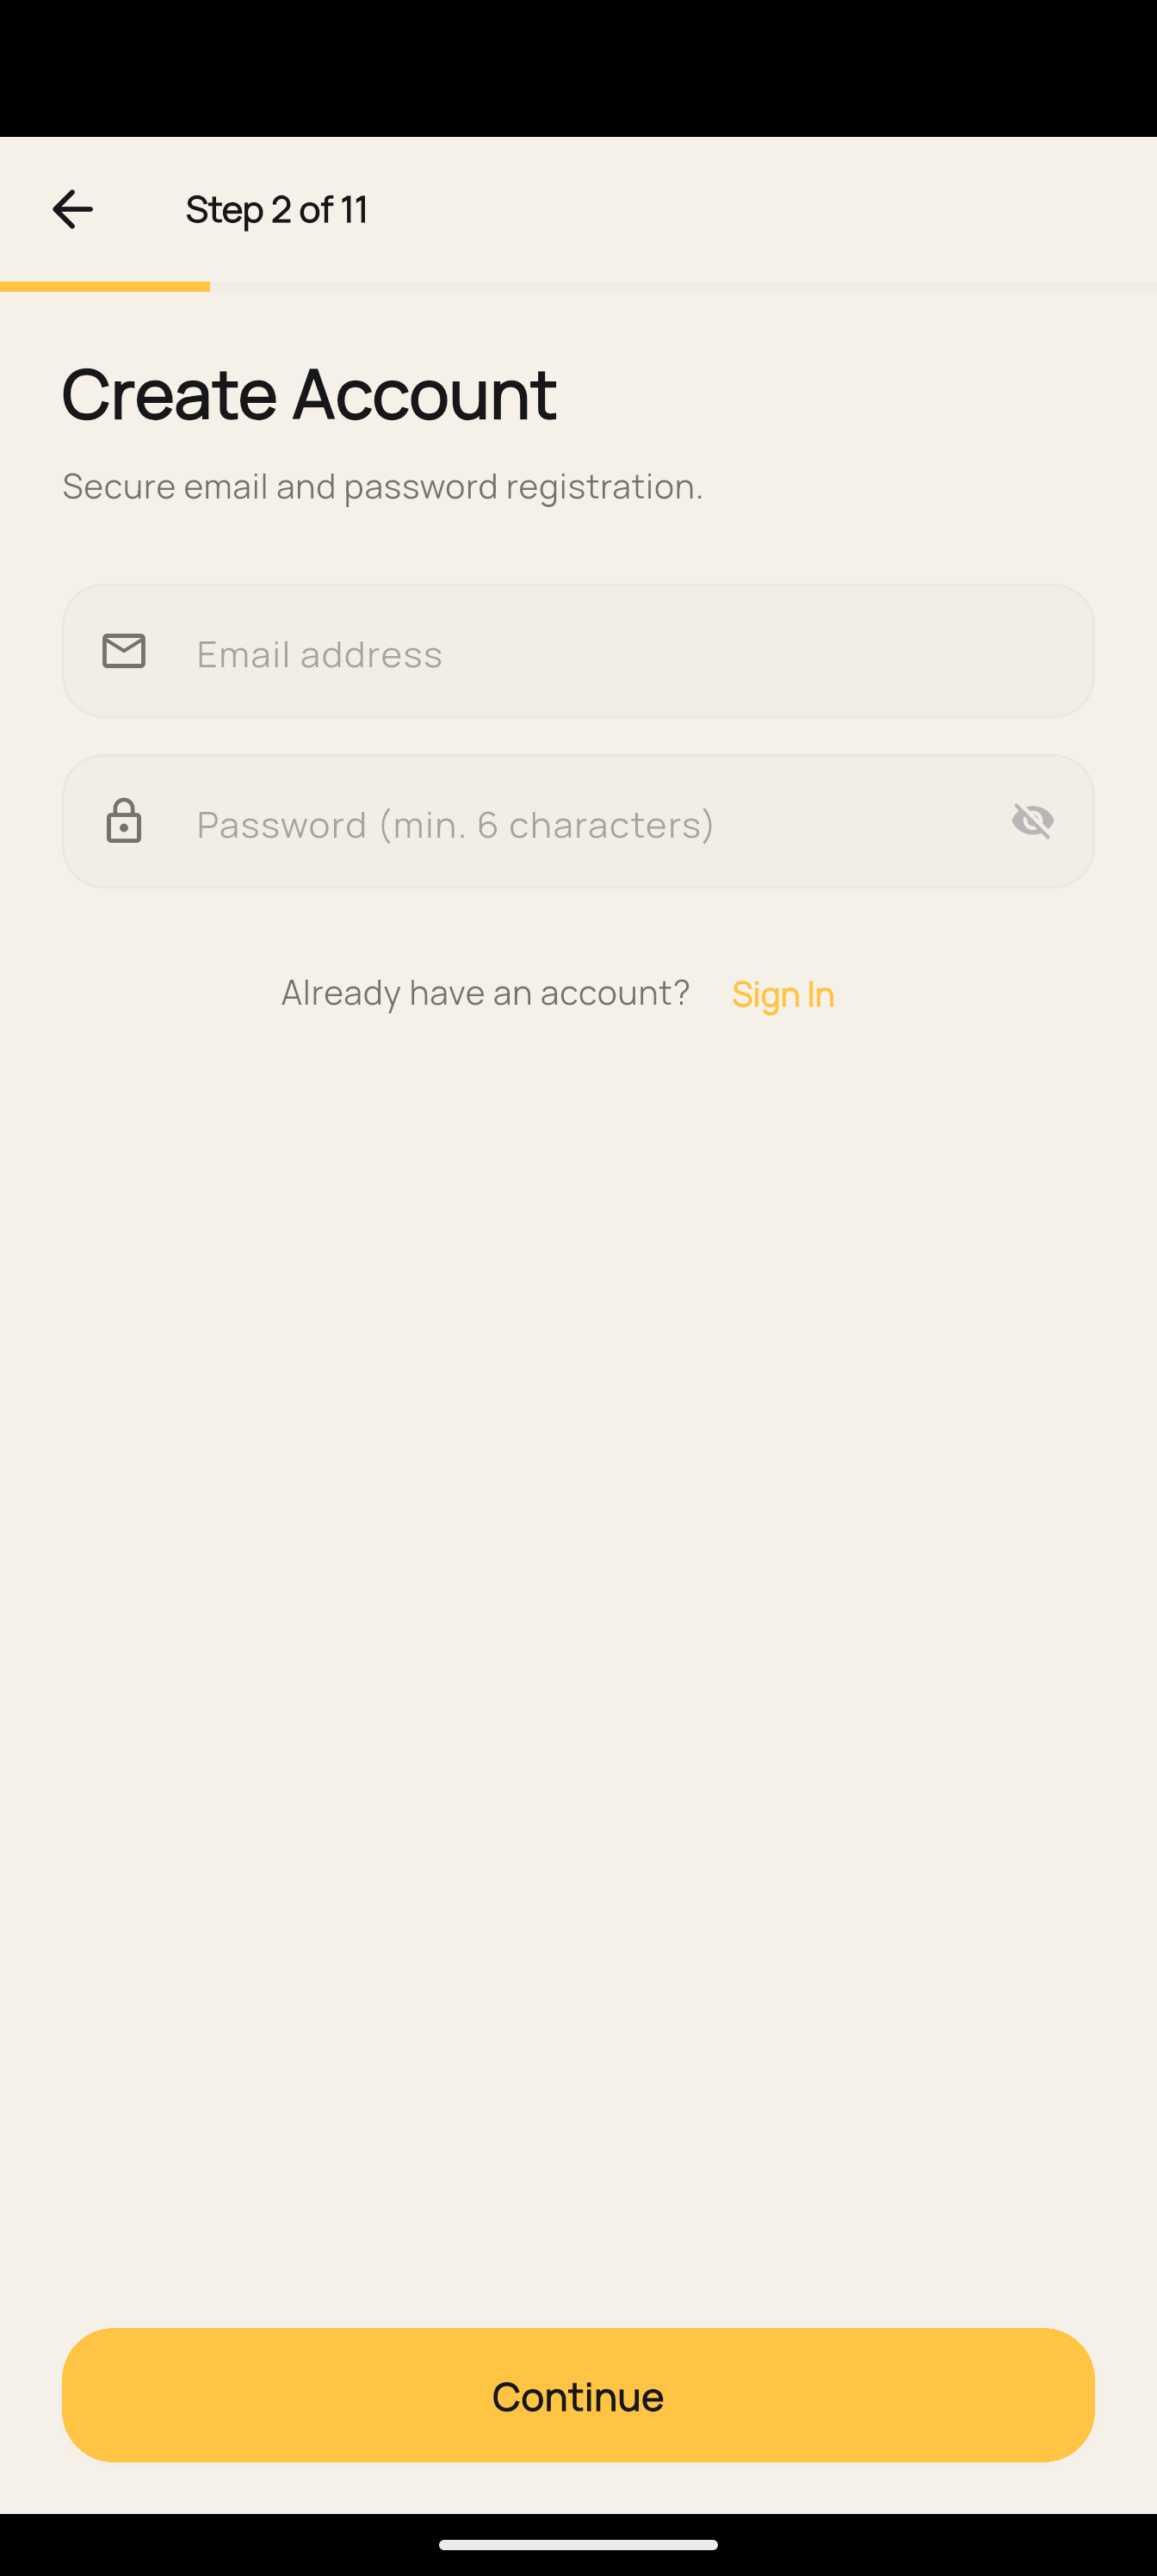 Step 2 of 11
Create Account
Secure email and password registration.
Email address
Password (min. 6 characters)
Already have an account? Sign In
Continue